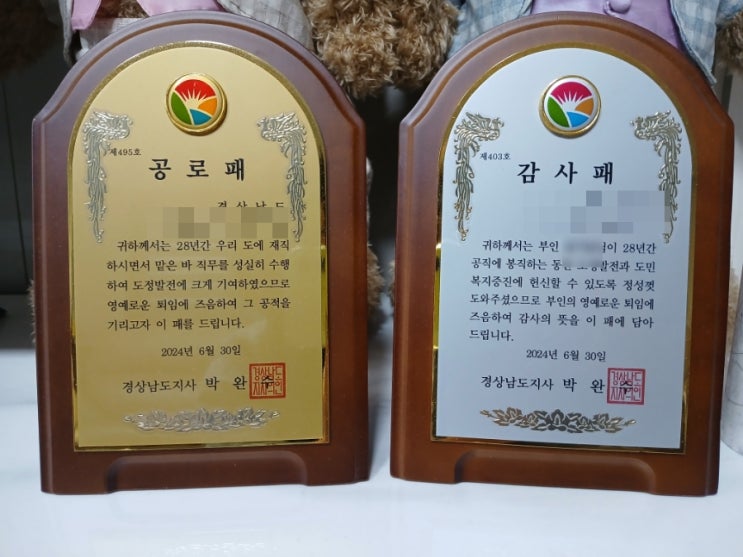 제495호
공로패
경상남도
귀하께서는 28년간 우리 도에 재직
하시면서 맡은 바 직무를 성실히 수행
하여 도정발전에 크게 기여하였으므로
영예로운 퇴임에 즈음하여 그 공적을
기리고자 이 패를 드립니다.
2024년 6월 30일
경상남도지사 박 완
제403호
감사패
귀하께서는 부인 이 28년간
공직에 봉직하는 동안 도정발전과 도민
복지증진에 헌신할 수 있도록 정성껏
도와주셨으므로 부인의 영예로운 퇴임에
즈음하여 감사의 뜻을 이 패에 담아
드립니다.
2024년 6월 30일
경상남도지사 박 완